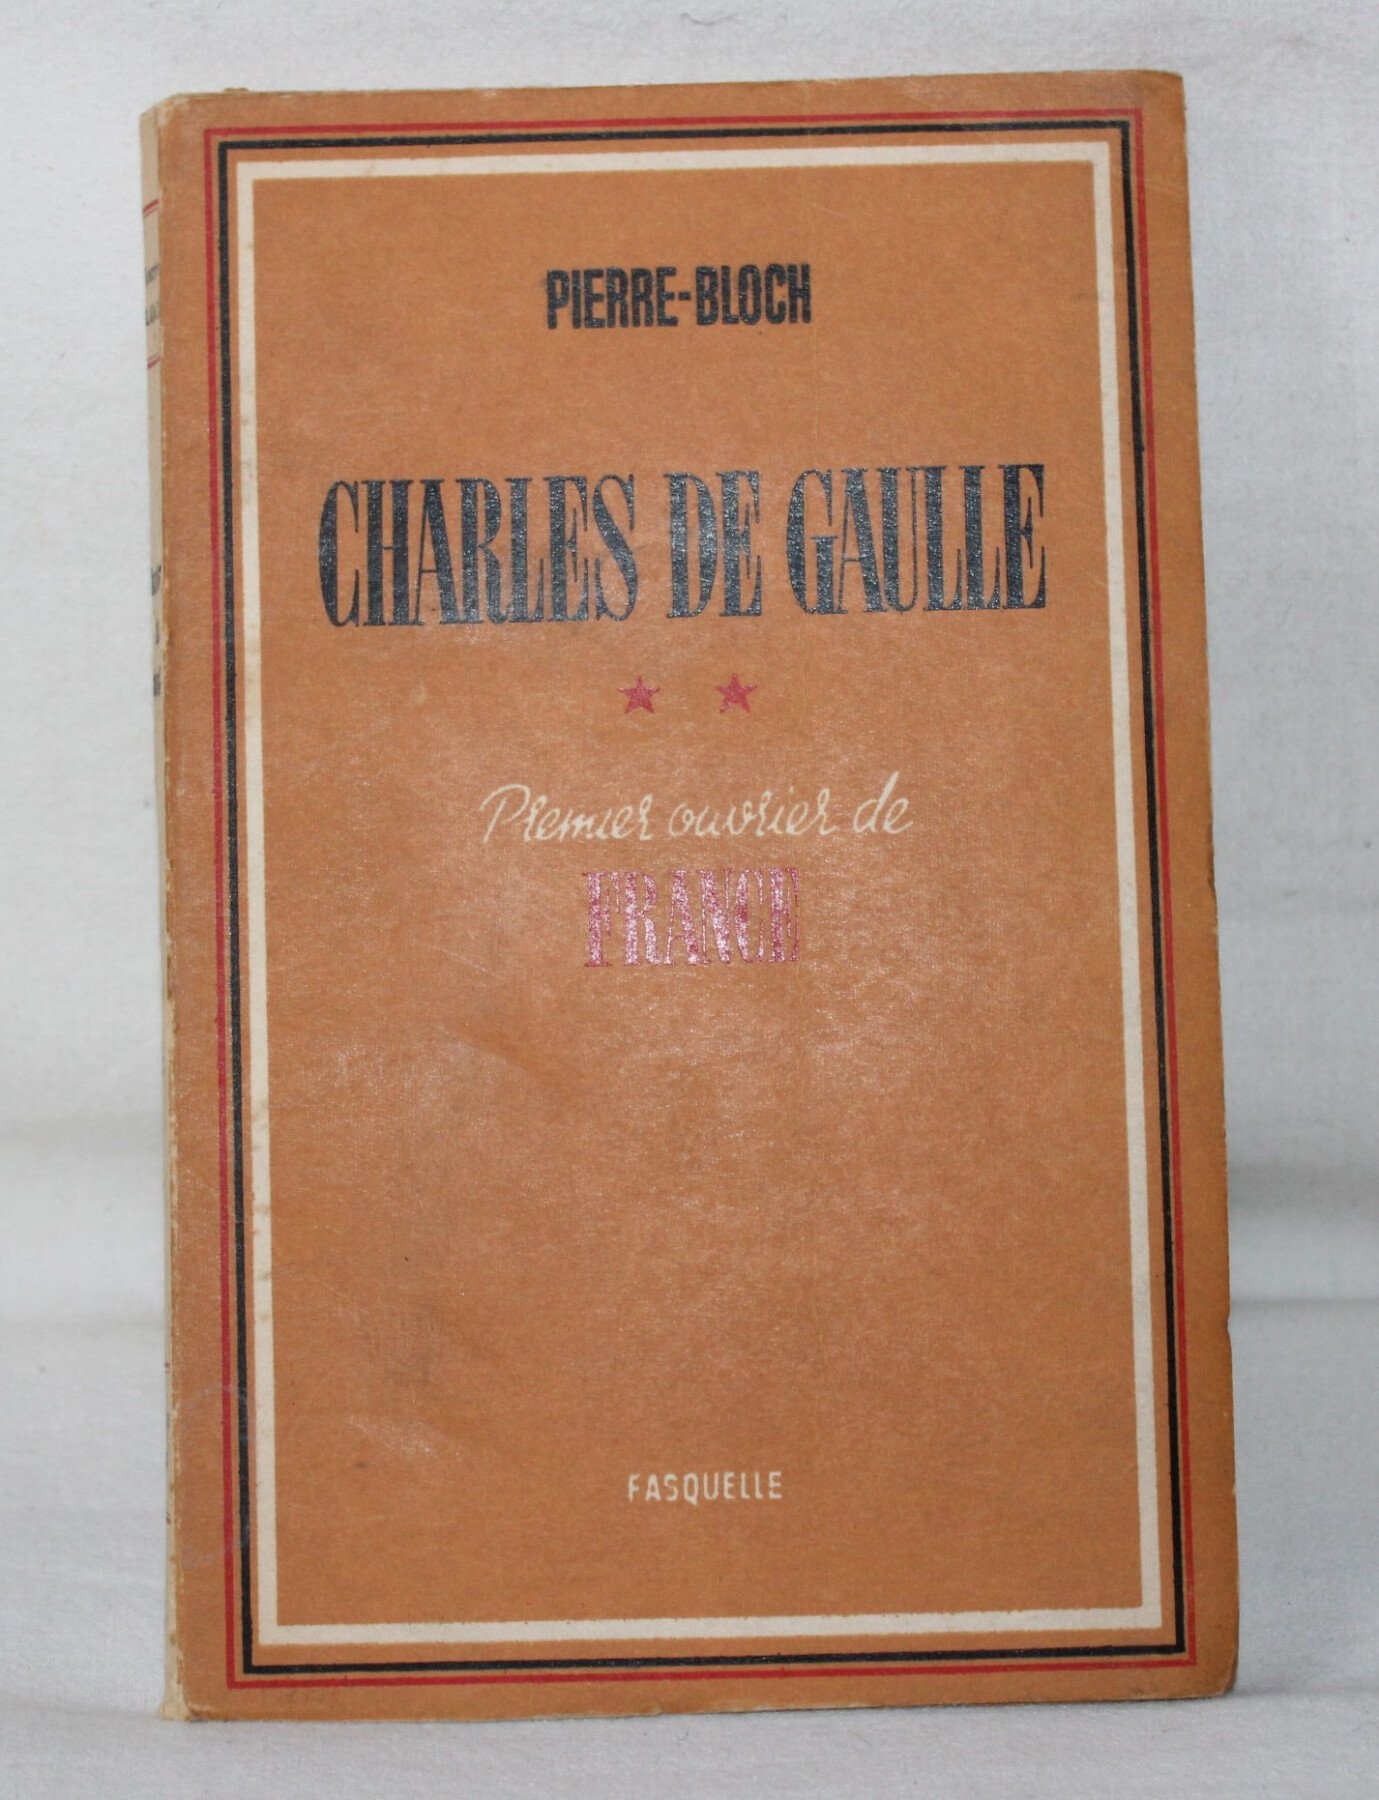 PIERRE-BLOCH
CHARLES DE GAULLE
Premier ouvrier de
FRANCE
FASQUELLE